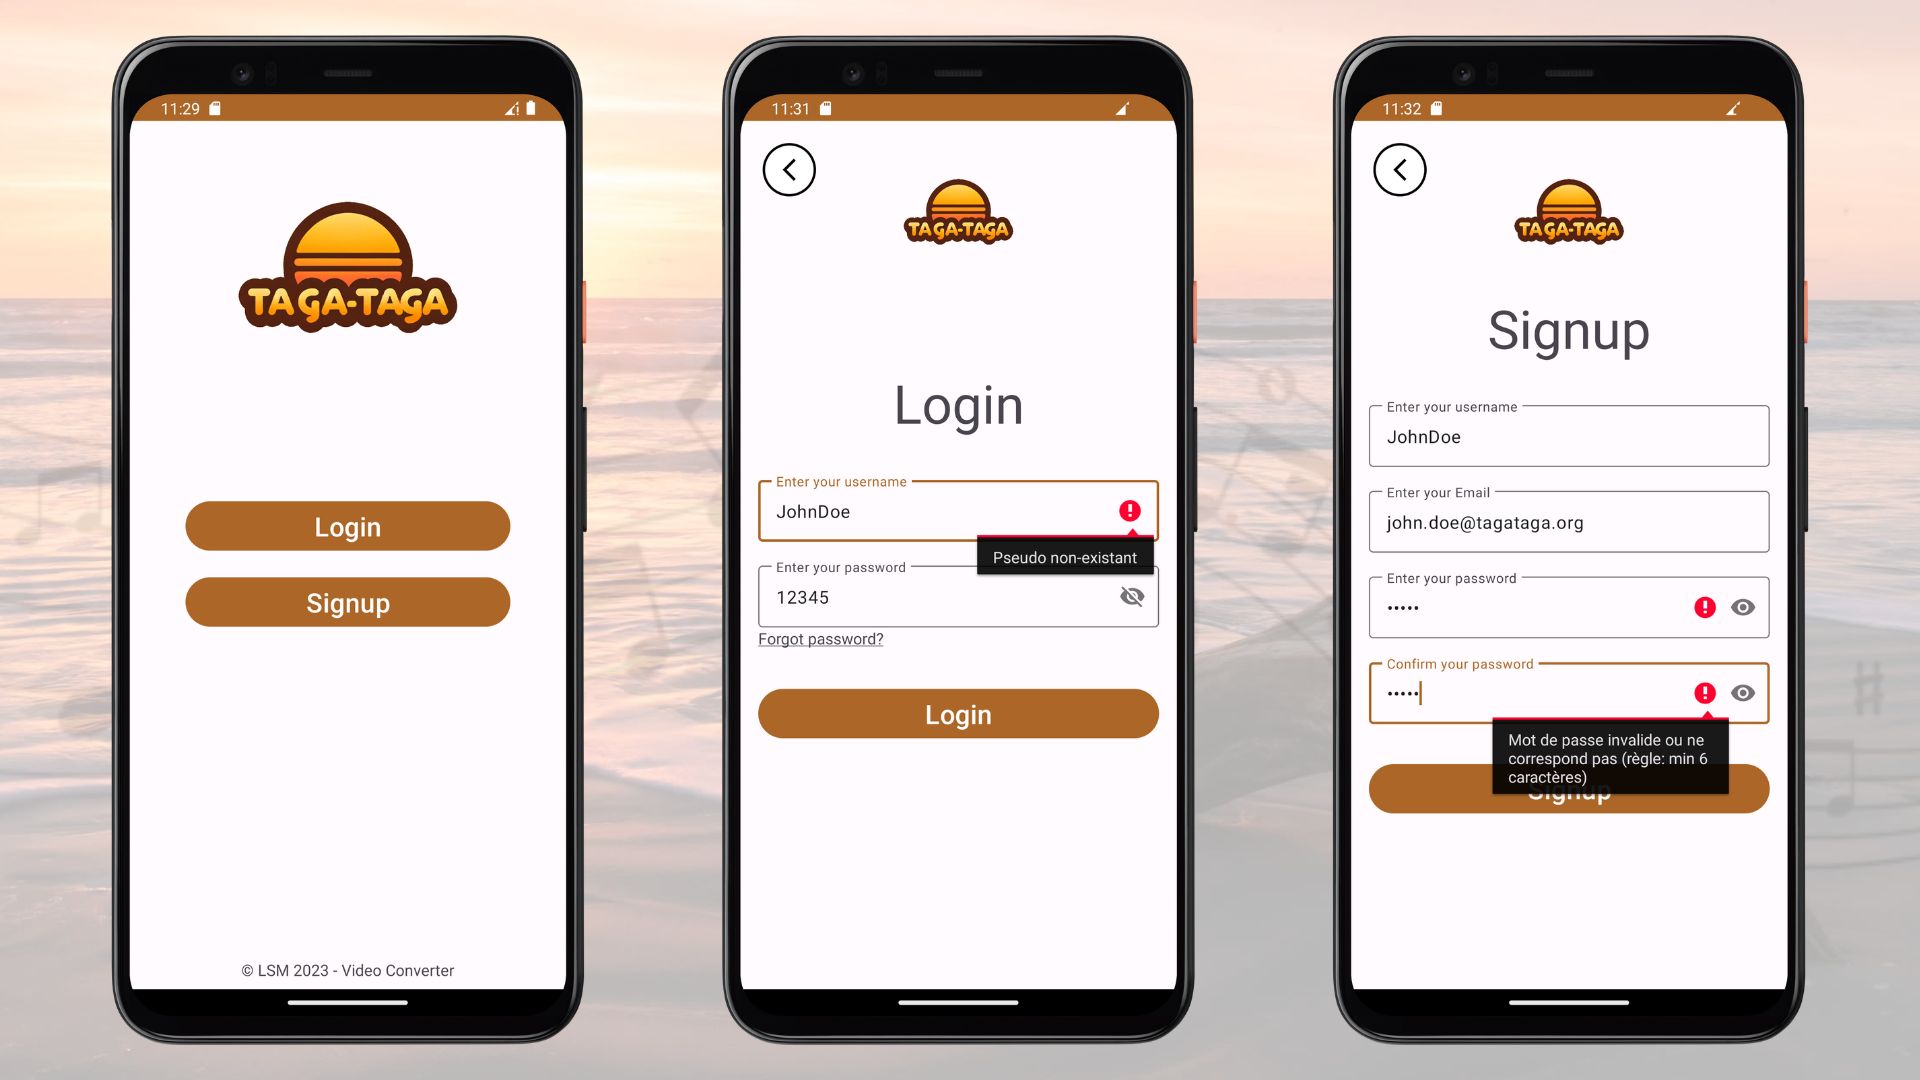 11:29
TAGA-TAGA
Login
Signup
© LSM 2023 - Video Converter
11:31
TAGA-TAGA
Login
Enter your username
JohnDoe
Pseudo non-existant
Enter your password
12345
Forgot password?
Login
11:32
TAGA-TAGA
Signup
Enter your username
JohnDoe
Enter your Email
john.doe@tagataga.org
Enter your password
•••••
Confirm your password
•••••
Mot de passe invalide ou ne
correspond pas (règle: min 6
caractères)
Signup